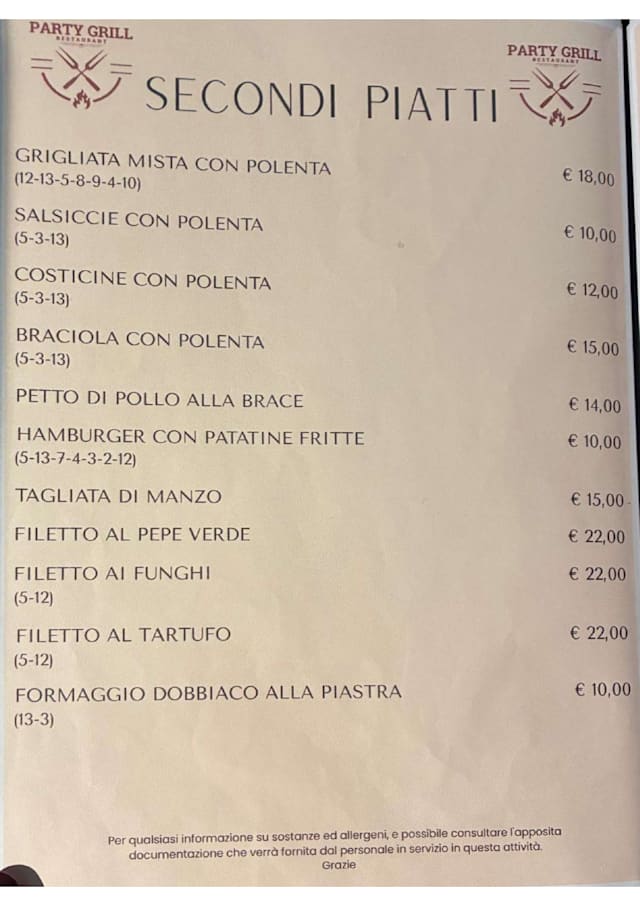 PARTY GRILL
RESTAURANT
PARTY GRILL
RESTAURANT
SECONDI PIATTI
GRIGLIATA MISTA CON POLENTA € 18,00
(12-13-5-8-9-4-10)
SALSICCIE CON POLENTA € 10,00
(5-3-13)
COSTICINE CON POLENTA € 12,00
(5-3-13)
BRACIOLA CON POLENTA € 15,00
(5-3-13)
PETTO DI POLLO ALLA BRACE € 14,00
HAMBURGER CON PATATINE FRITTE € 10,00
(5-13-7-4-3-2-12)
TAGLIATA DI MANZO € 15,00
FILETTO AL PEPE VERDE € 22,00
FILETTO AI FUNGHI € 22,00
(5-12)
FILETTO AL TARTUFO € 22,00
(5-12)
FORMAGGIO DOBBIACO ALLA PIASTRA € 10,00
(13-3)
Per qualsiasi informazione su sostanze ed allergeni, e possibile consultare l'apposita
documentazione che verrà fornita dal personale in servizio in questa attività.
Grazie